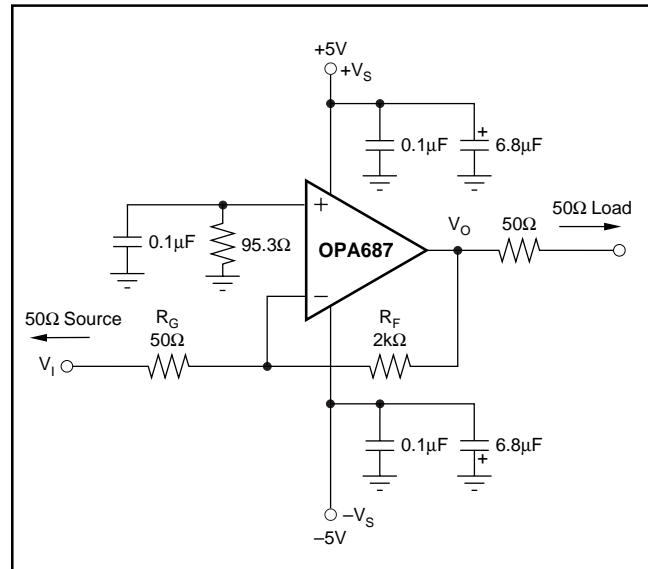 +5V
+V_S
0.1µF
6.8µF
+
0.1µF
95.3Ω
+
OPA687
–
V_O
50Ω
50Ω Load
50Ω Source
R_G
50Ω
R_F
2kΩ
V_I
0.1µF
6.8µF
+
–V_S
–5V